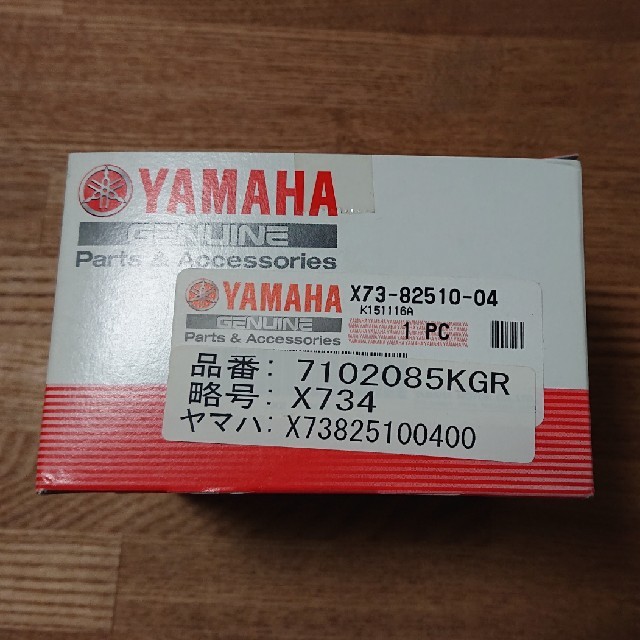 YAMAHA
GENUINE
Parts & Accessories
YAMAHA
GENUINE
Parts & Accessories
X73-82510-04
K151116A
1 PC
品番: 7102085KGR
略号: X734
ヤマハ: X73825100400